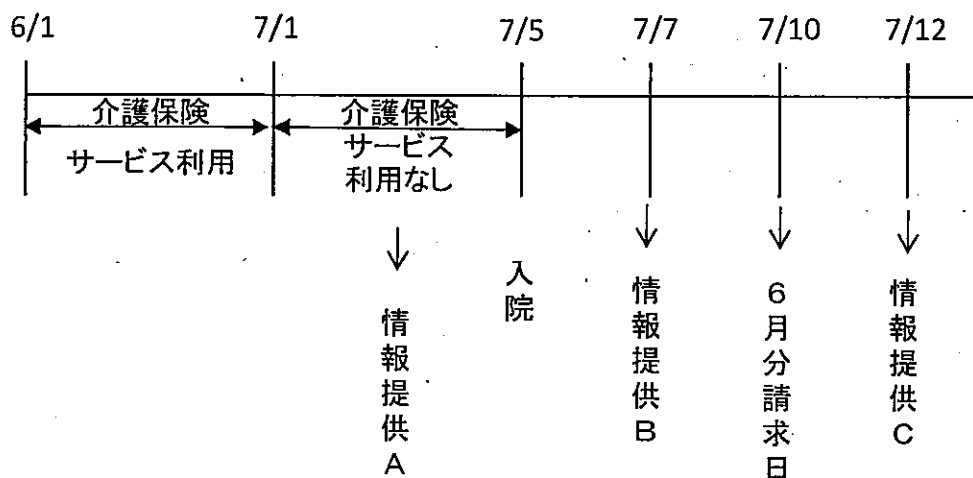 6/1 7/1 7/5 7/7 7/10 7/12
介護保険
サービス利用
介護保険
サービス
利用なし
情報提供A
入院
情報提供B
6月分請求日
情報提供C